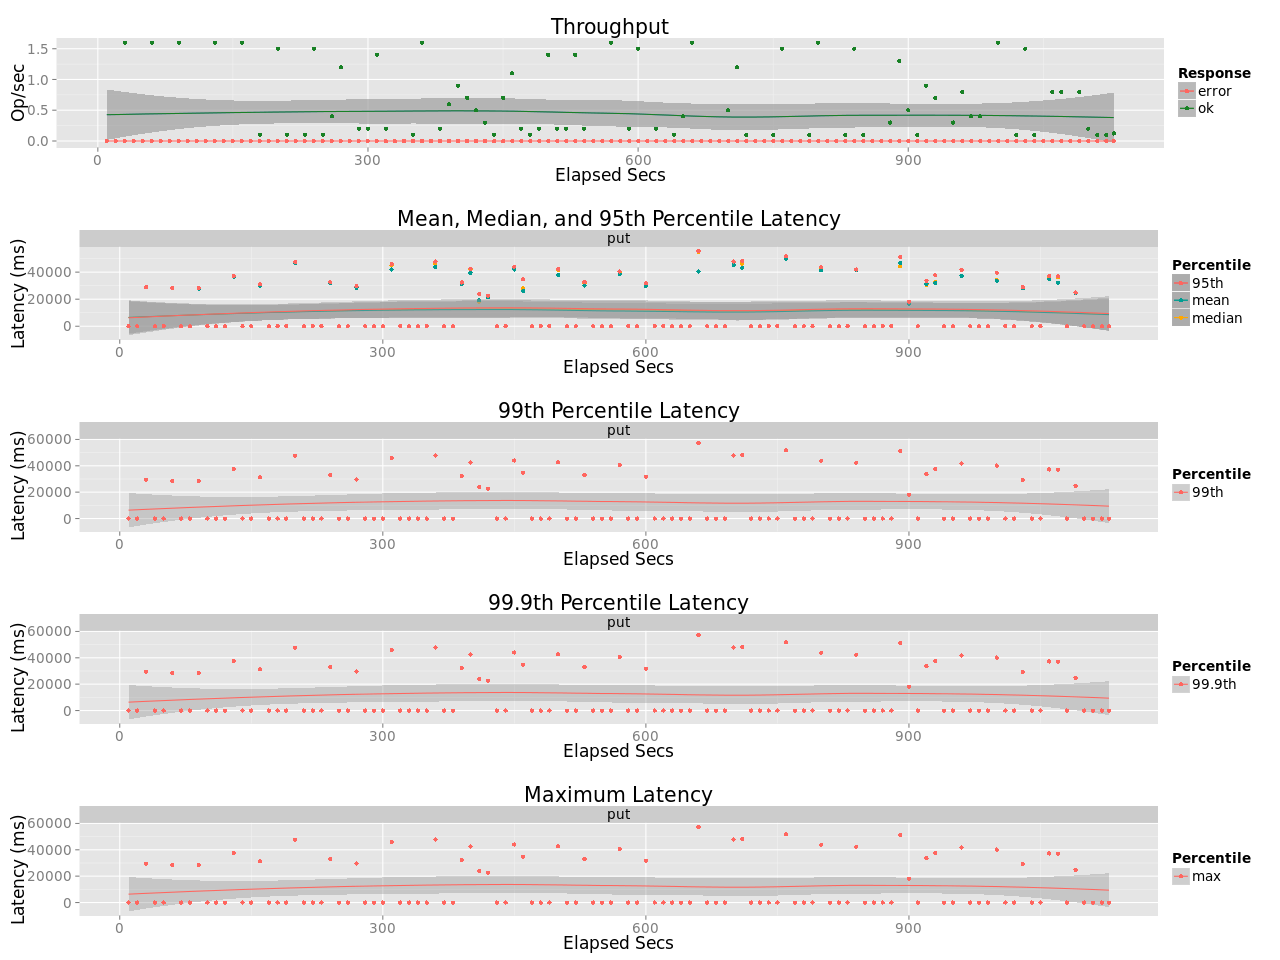 Throughput
Op/sec
1.5
1.0
0.5
0.0
0 300 600 900
Elapsed Secs
Response
error
ok
Mean, Median, and 95th Percentile Latency
put
Latency (ms)
40000
20000
0
0 300 600 900
Elapsed Secs
Percentile
95th
mean
median
99th Percentile Latency
put
Latency (ms)
60000
40000
20000
0
0 300 600 900
Elapsed Secs
Percentile
99th
99.9th Percentile Latency
put
Latency (ms)
60000
40000
20000
0
0 300 600 900
Elapsed Secs
Percentile
99.9th
Maximum Latency
put
Latency (ms)
60000
40000
20000
0
0 300 600 900
Elapsed Secs
Percentile
max